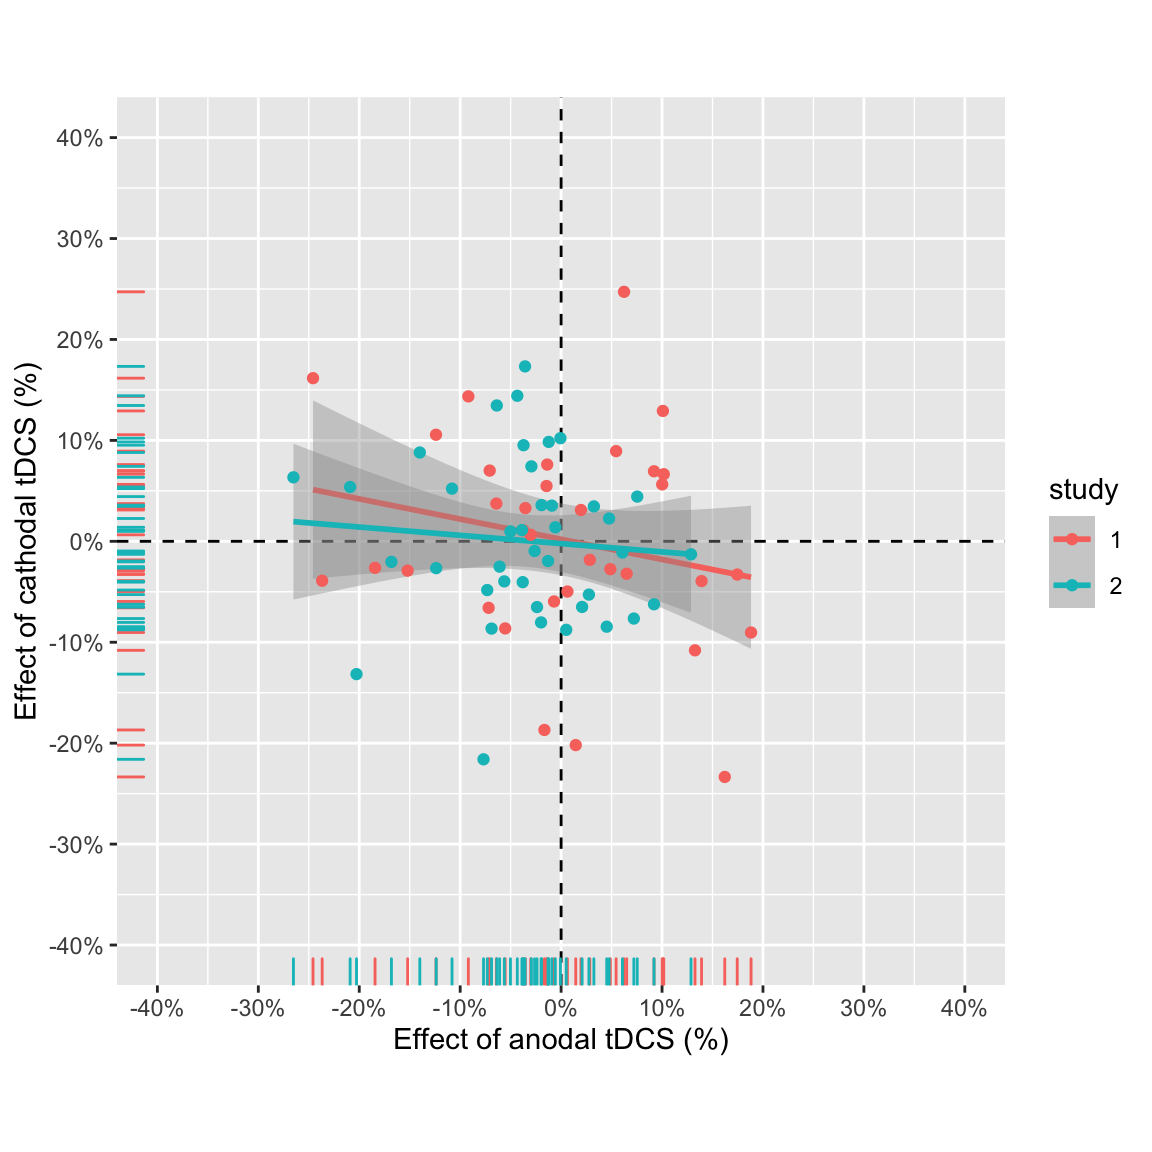 40%
30%
20%
10%
0%
-10%
-20%
-30%
-40%
Effect of cathodal tDCS (%)
-40% -30% -20% -10% 0% 10% 20% 30% 40%
Effect of anodal tDCS (%)
study
1
2